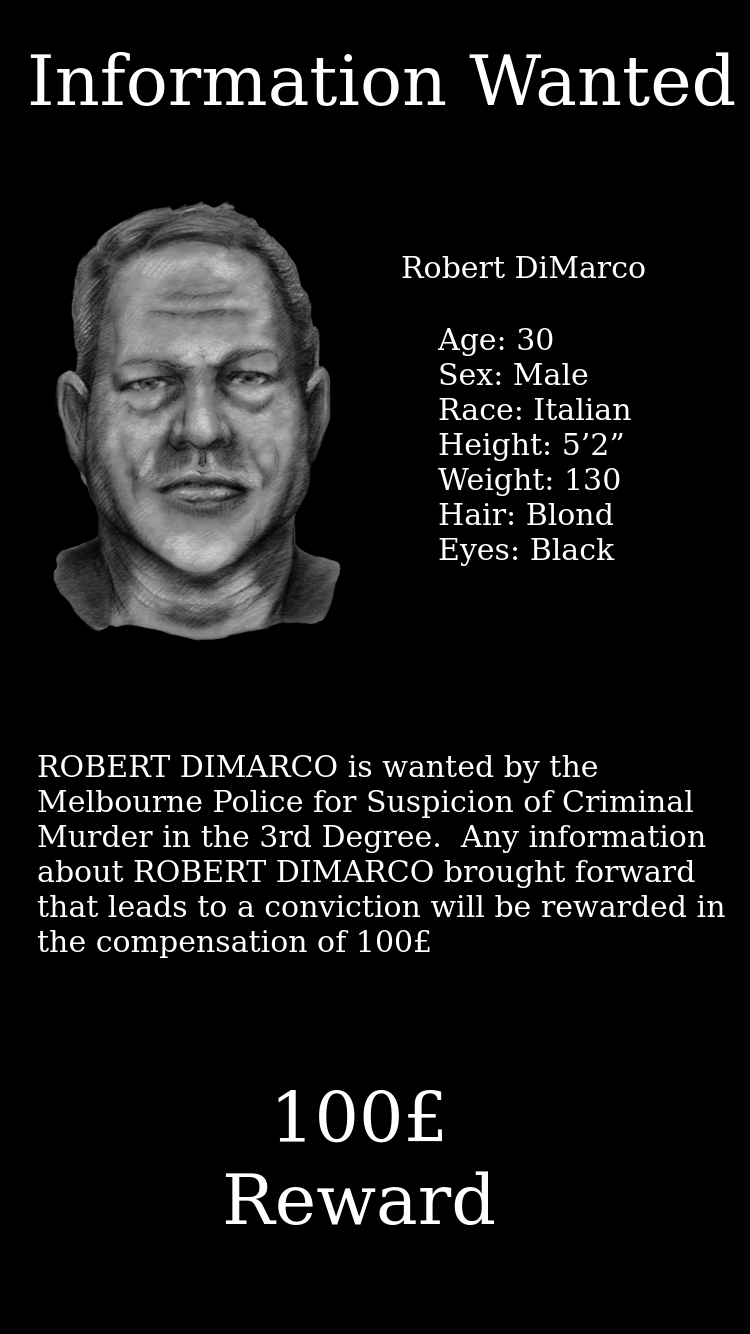 Information Wanted
Robert DiMarco
Age: 30
Sex: Male
Race: Italian
Height: 5’2”
Weight: 130
Hair: Blond
Eyes: Black
ROBERT DIMARCO is wanted by the
Melbourne Police for Suspicion of Criminal
Murder in the 3rd Degree.  Any information
about ROBERT DIMARCO brought forward
that leads to a conviction will be rewarded in
the compensation of 100£
100£
Reward